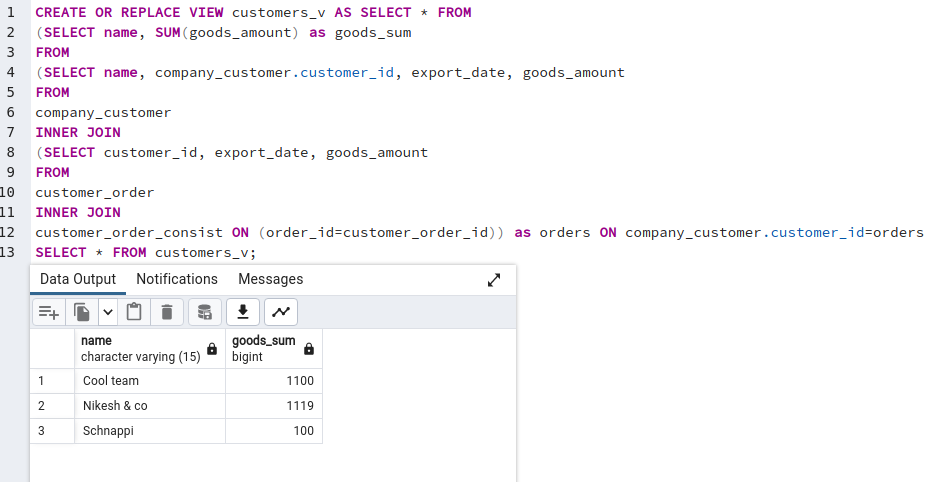 1 CREATE OR REPLACE VIEW customers_v AS SELECT * FROM
2 (SELECT name, SUM(goods_amount) as goods_sum
3 FROM
4 (SELECT name, company_customer.customer_id, export_date, goods_amount
5 FROM
6 company_customer
7 INNER JOIN
8 (SELECT customer_id, export_date, goods_amount
9 FROM
10 customer_order
11 INNER JOIN
12 customer_order_consist ON (order_id=customer_order_id)) as orders ON company_customer.customer_id=orders
13 SELECT * FROM customers_v;
Data Output Notifications Messages
name goods_sum
character varying (15) bigint
1 Cool team 1100
2 Nikesh & co 1119
3 Schnappi 100